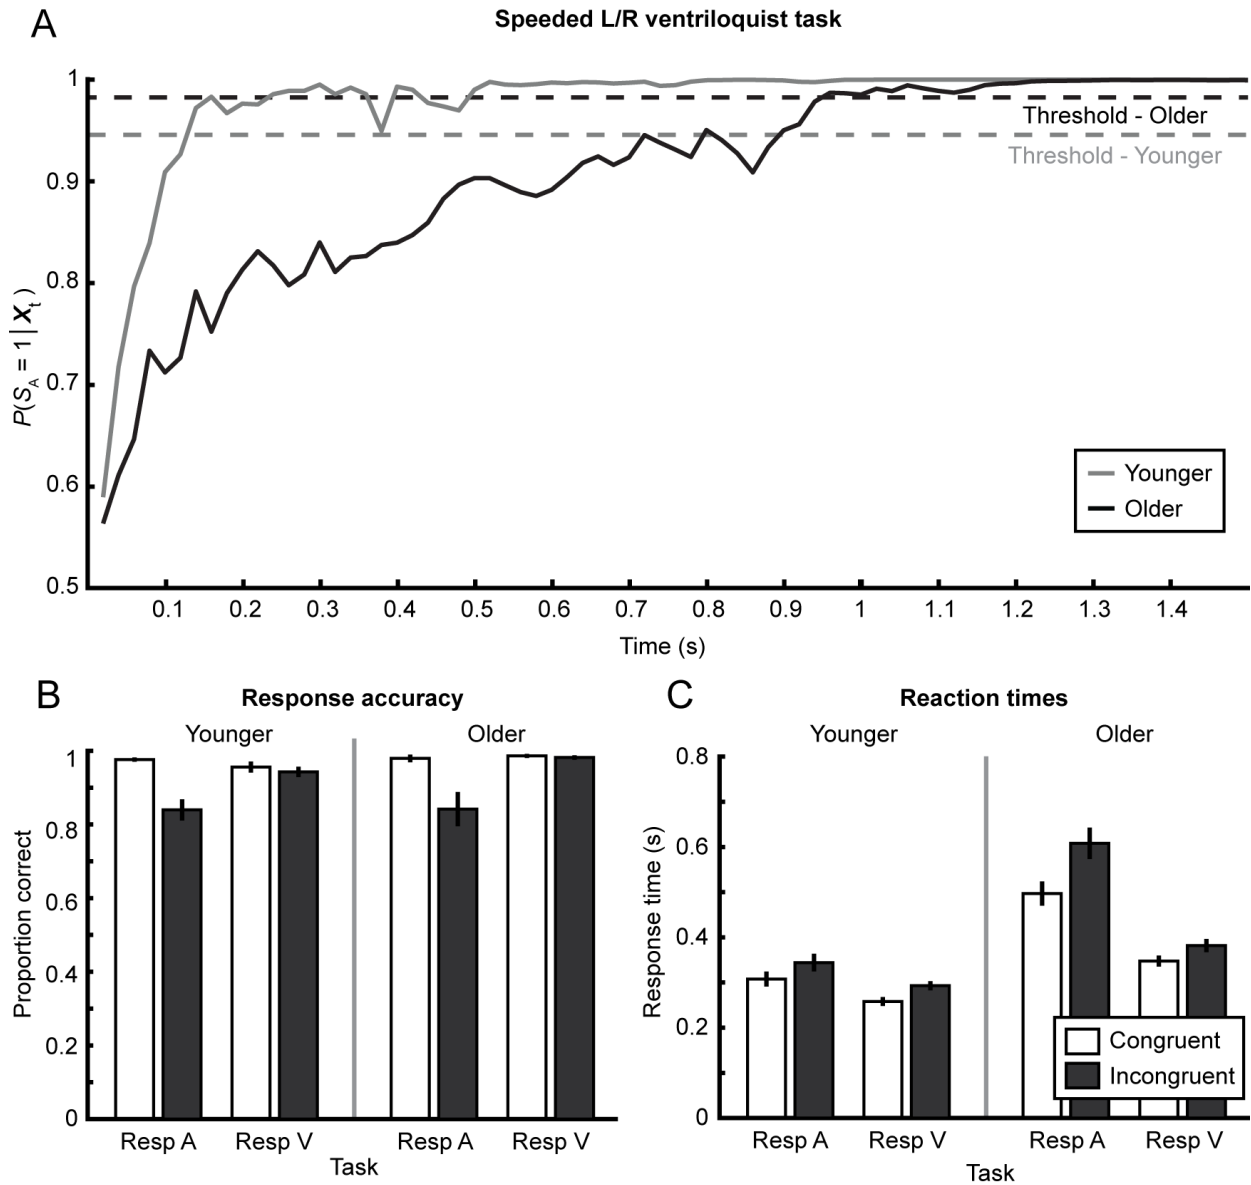 A
Speeded L/R ventriloquist task
1
0.9
0.8
0.7
0.6
0.5
P(S_A = 1 | X_t)
Threshold - Older
Threshold - Younger
Younger
Older
0.1 0.2 0.3 0.4 0.5 0.6 0.7 0.8 0.9 1 1.1 1.2 1.3 1.4
Time (s)
B
Response accuracy
Younger Older
1
0.8
0.6
0.4
0.2
0
Proportion correct
Resp A Resp V Resp A Resp V
Task
C
Reaction times
Younger Older
0.8
0.6
0.4
0.2
0
Response time (s)
Congruent
Incongruent
Resp A Resp V Resp A Resp V
Task